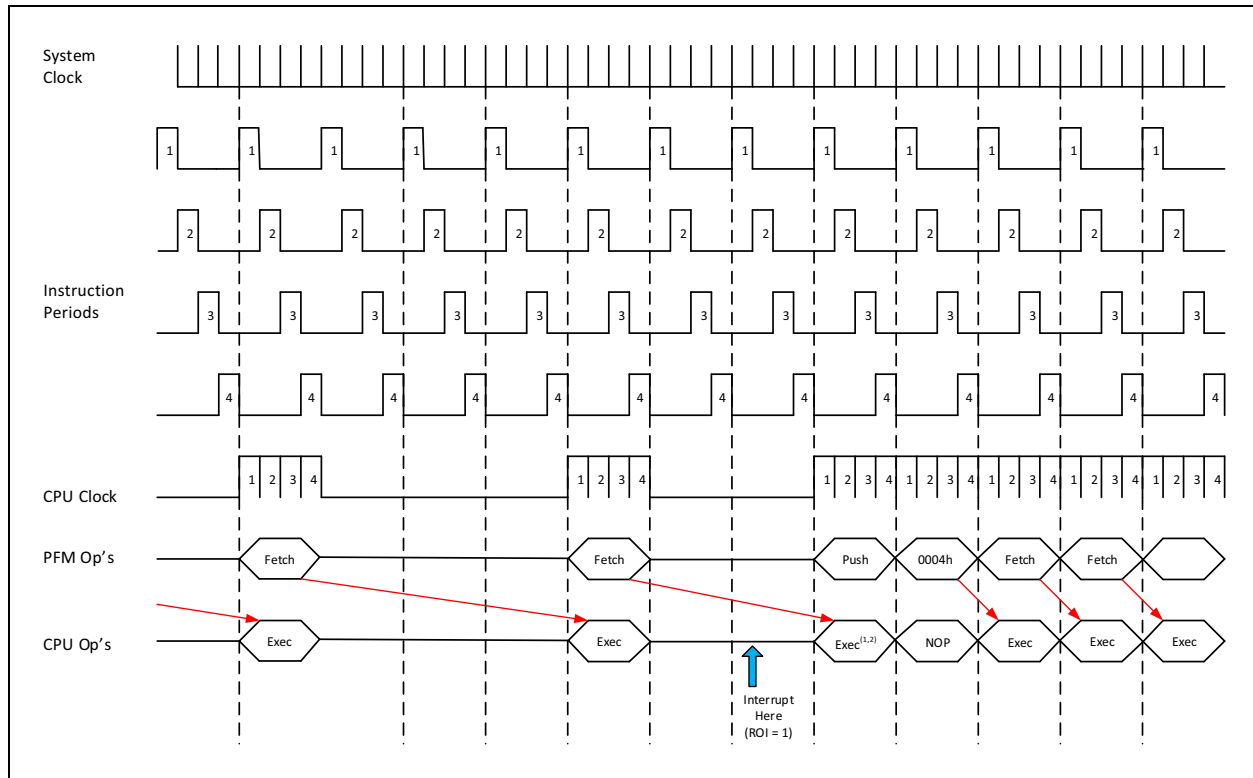 System
Clock
1 1 1 1 1 1 1 1 1 1 1 1 1
2 2 2 2 2 2 2 2 2 2 2 2 2
Instruction
Periods
3 3 3 3 3 3 3 3 3 3 3 3 3
4 4 4 4 4 4 4 4 4 4 4 4 4
CPU Clock
1 2 3 4 1 2 3 4 1 2 3 4 1 2 3 4 1 2 3 4 1 2 3 4 1 2 3 4
PFM Op's Fetch Fetch Push 0004h Fetch Fetch
CPU Op's Exec Exec Exec(1,2) NOP Exec Exec Exec
Interrupt
Here
(ROI = 1)